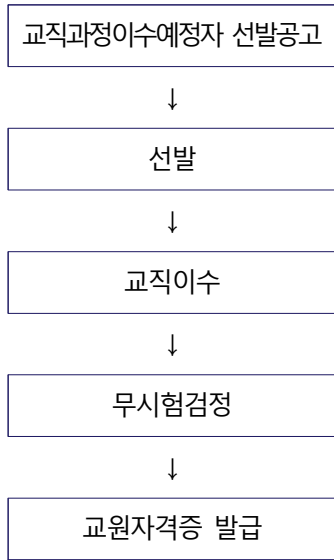 교직과정이수예정자 선발공고
↓
선발
↓
교직이수
↓
무시험검정
↓
교원자격증 발급